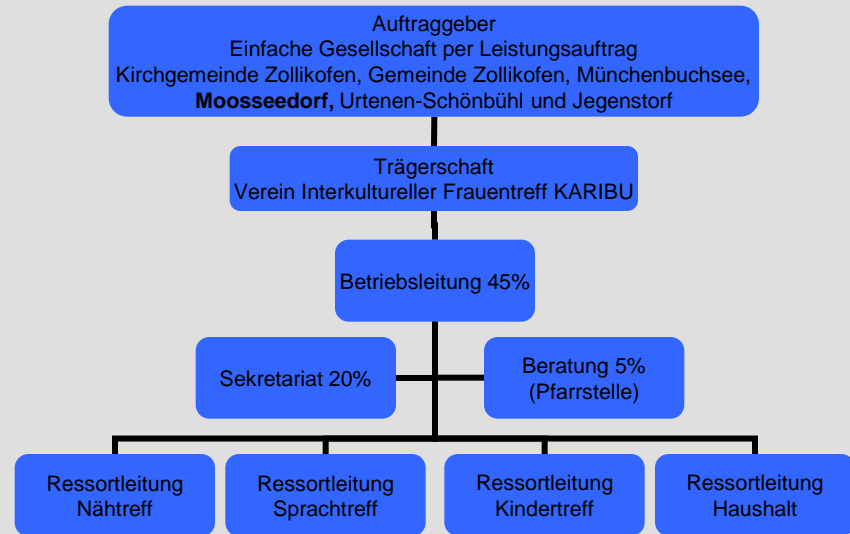 Auftraggeber
Einfache Gesellschaft per Leistungsauftrag
Kirchgemeinde Zollikofen, Gemeinde Zollikofen, Münchenbuchsee,
Moosseedorf, Urtenen-Schönbühl und Jegenstorf
Trägerschaft
Verein Interkultureller Frauentreff KARIBU
Betriebsleitung 45%
Sekretariat 20%
Beratung 5%
(Pfarrstelle)
Ressortleitung
Nähtreff
Ressortleitung
Sprachtreff
Ressortleitung
Kindertreff
Ressortleitung
Haushalt